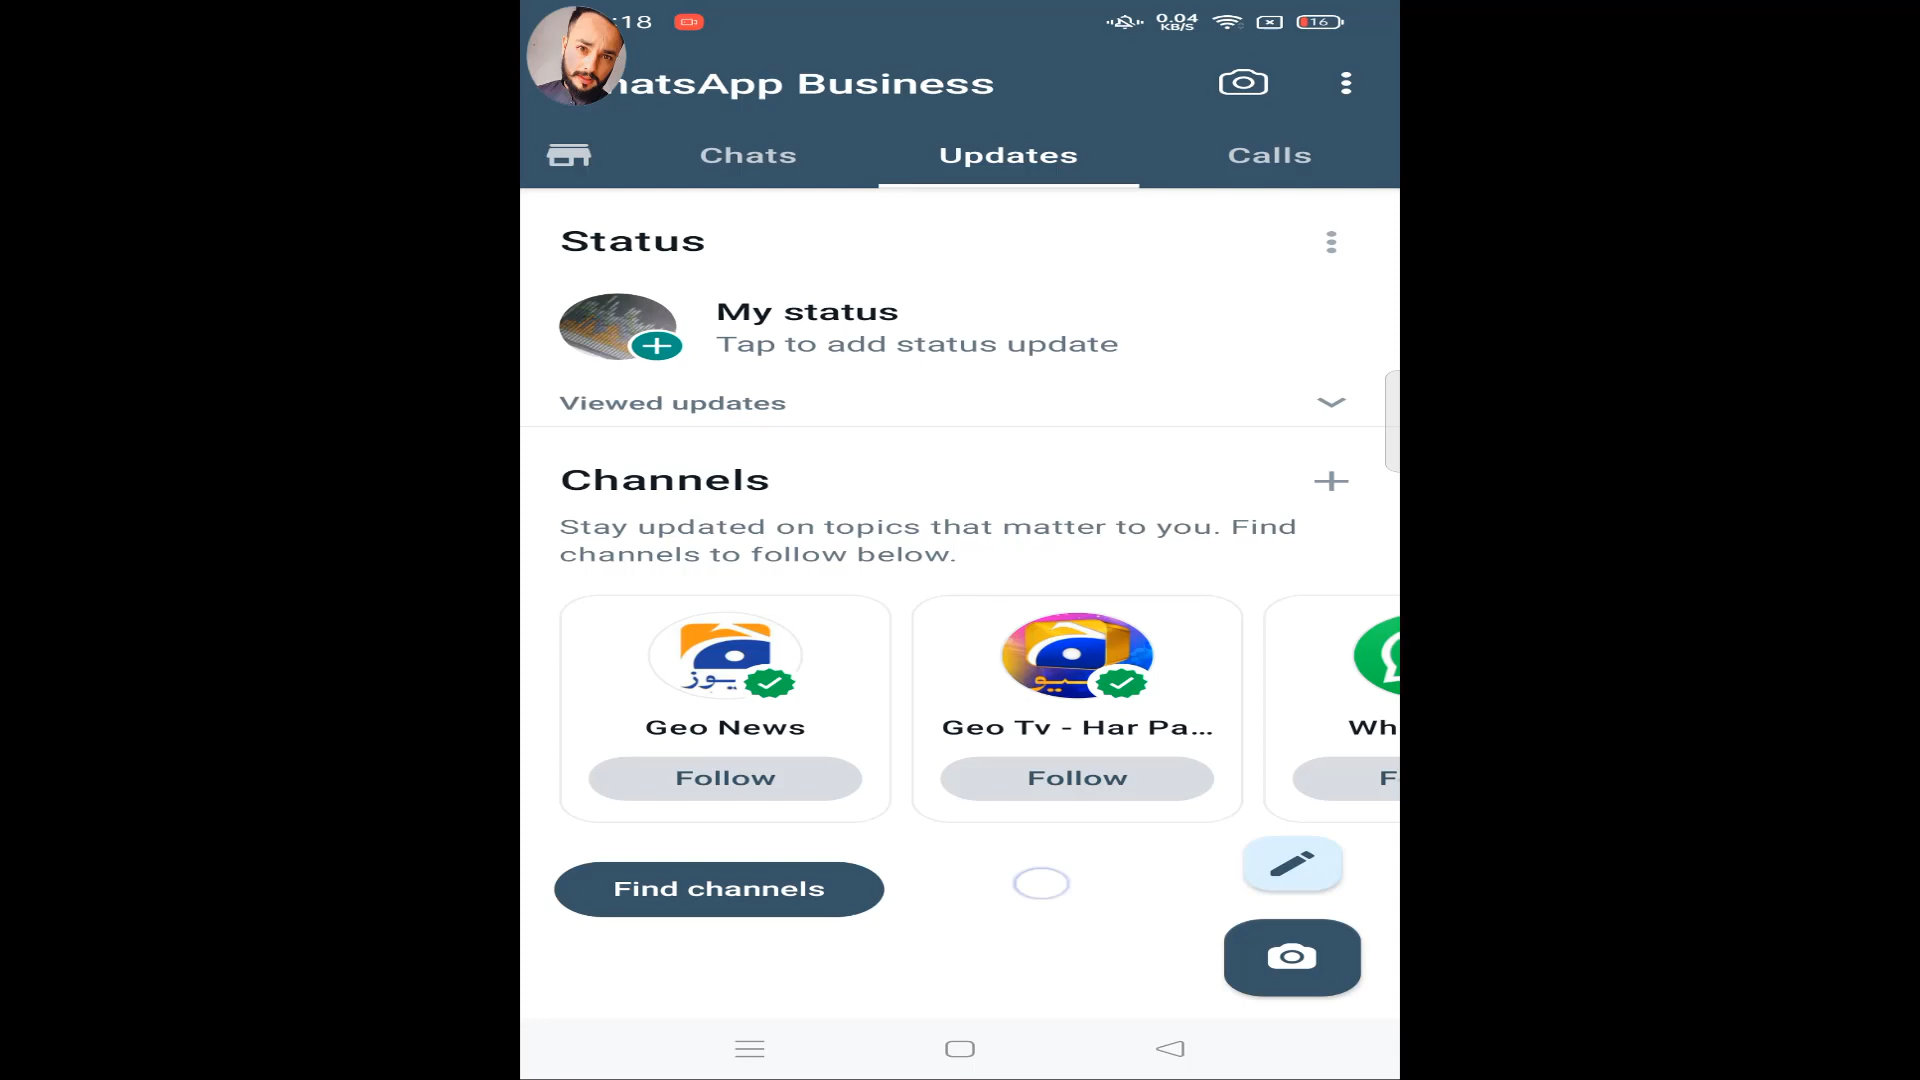 :18 0.04 KB/S 16
hatsApp Business
Chats Updates Calls
Status
My status
Tap to add status update
Viewed updates
Channels
Stay updated on topics that matter to you. Find
channels to follow below.
Geo News Geo Tv - Har Pa... Wh
Follow Follow F
Find channels